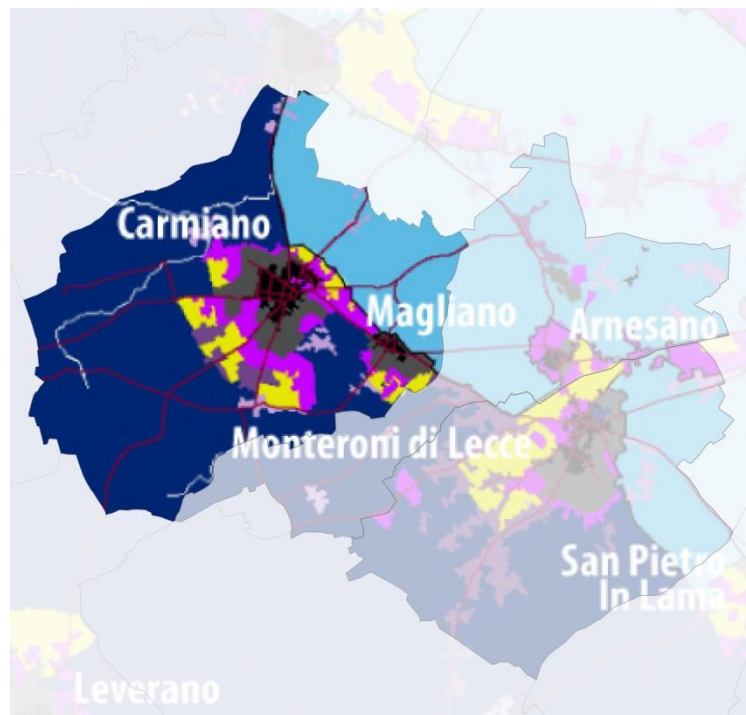 Carmiano
Magliano
Arnesano
Monteroni di Lecce
San Pietro
In Lama
Leverano